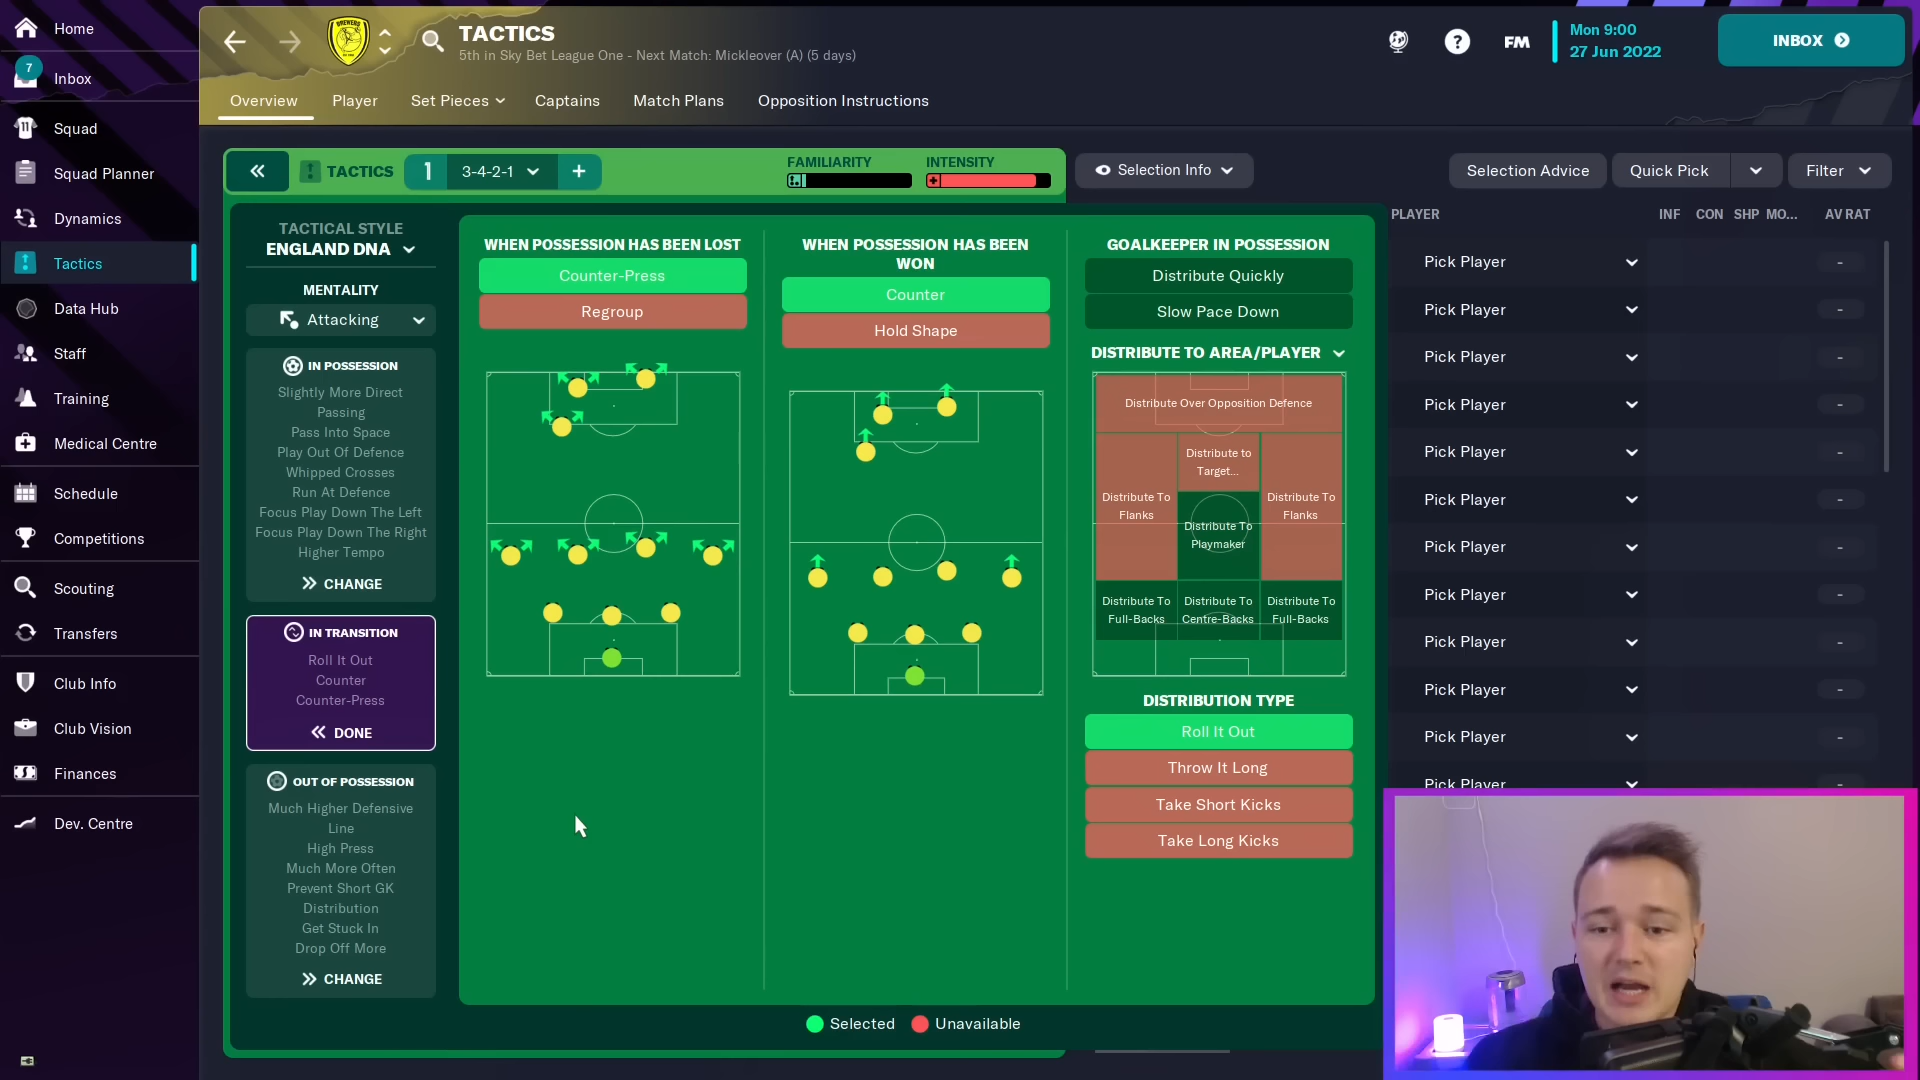 Home
7
Inbox
Squad
Squad Planner
Dynamics
Tactics
Data Hub
Staff
Training
Medical Centre
Schedule
Competitions
Scouting
Transfers
Club Info
Club Vision
Finances
Dev. Centre
BREWERS
TACTICS
5th in Sky Bet League One - Next Match: Mickleover (A) (5 days)
FM
Mon 9:00
27 Jun 2022
INBOX
Overview
Player
Set Pieces
Captains
Match Plans
Opposition Instructions
TACTICS
1
3-4-2-1
FAMILIARITY
INTENSITY
Selection Info
Selection Advice
Quick Pick
Filter
TACTICAL STYLE
ENGLAND DNA
MENTALITY
Attacking
IN POSSESSION
Slightly More Direct
Passing
Pass Into Space
Play Out Of Defence
Whipped Crosses
Run At Defence
Focus Play Down The Left
Focus Play Down The Right
Higher Tempo
CHANGE
IN TRANSITION
Roll It Out
Counter
Counter-Press
DONE
OUT OF POSSESSION
Much Higher Defensive
Line
High Press
Much More Often
Prevent Short GK
Distribution
Get Stuck In
Drop Off More
CHANGE
WHEN POSSESSION HAS BEEN LOST
Counter-Press
Regroup
WHEN POSSESSION HAS BEEN
WON
Counter
Hold Shape
GOALKEEPER IN POSSESSION
Distribute Quickly
Slow Pace Down
DISTRIBUTE TO AREA/PLAYER
Distribute Over Opposition Defence
Distribute to
Target...
Distribute To
Flanks
Distribute To
Playmaker
Distribute To
Flanks
Distribute To
Full-Backs
Distribute To
Centre-Backs
Distribute To
Full-Backs
DISTRIBUTION TYPE
Roll It Out
Throw It Long
Take Short Kicks
Take Long Kicks
Selected
Unavailable
PLAYER INF CON SHP MO... AV RAT
Pick Player -
Pick Player -
Pick Player -
Pick Player -
Pick Player -
Pick Player -
Pick Player -
Pick Player -
Pick Player -
Pick Player -
Pick Player -
Pick Player -